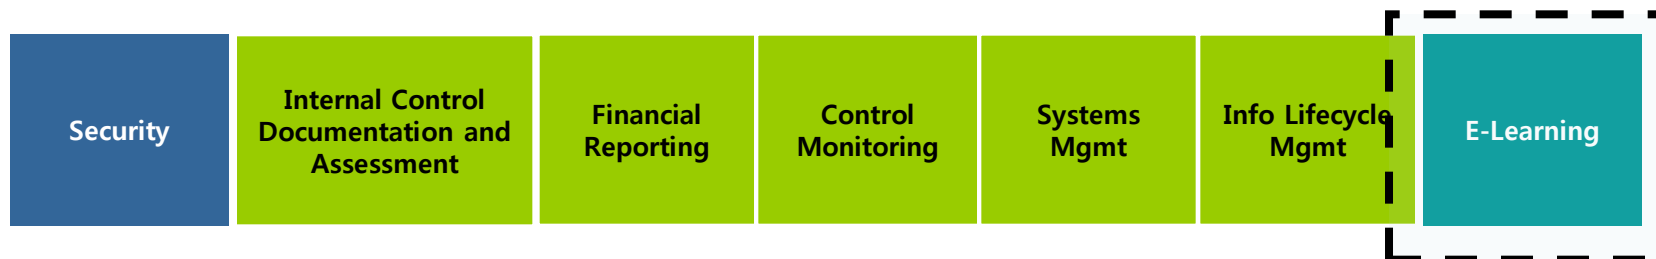 Security
Internal Control
Documentation and
Assessment
Financial
Reporting
Control
Monitoring
Systems
Mgmt
Info Lifecycle
Mgmt
E-Learning